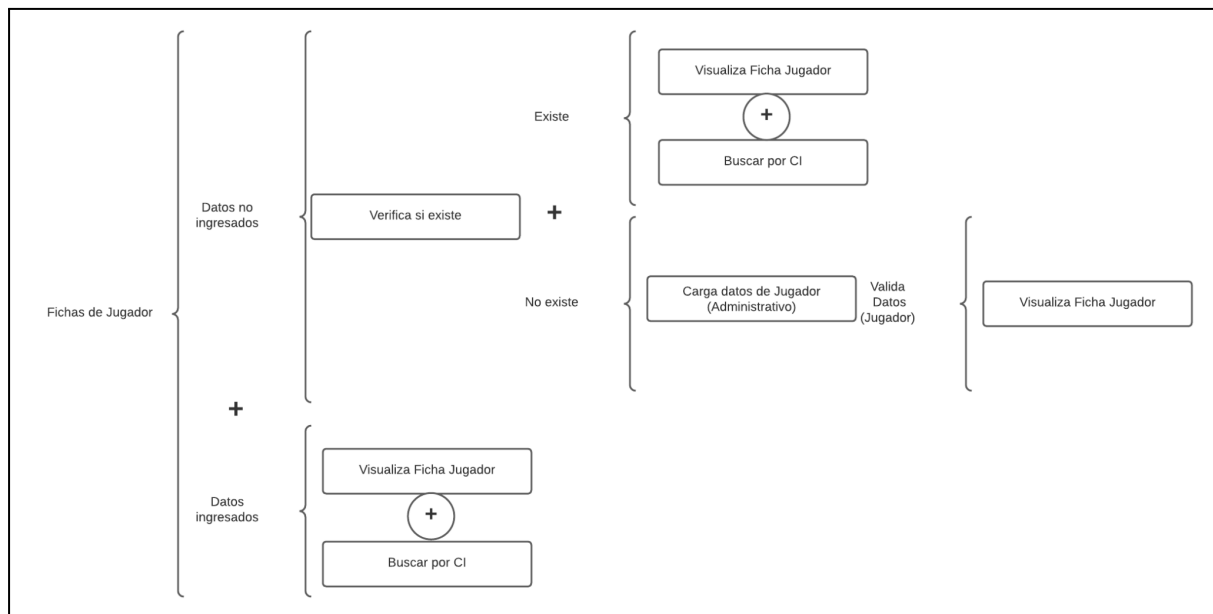 Fichas de Jugador
Datos no
ingresados
Verifica si existe
+
Existe
Visualiza Ficha Jugador
+
Buscar por CI
No existe
Carga datos de Jugador
(Administrativo)
Valida
Datos
(Jugador)
Visualiza Ficha Jugador
+
Datos
ingresados
Visualiza Ficha Jugador
+
Buscar por CI